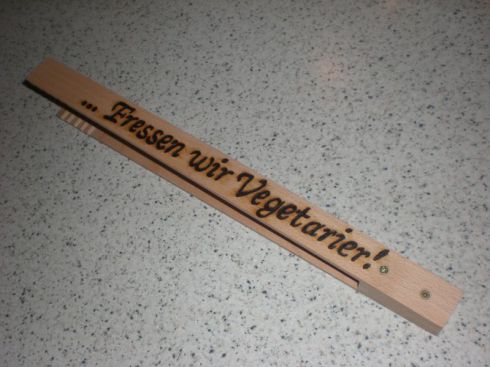 ... Fressen wir Vegetarier!